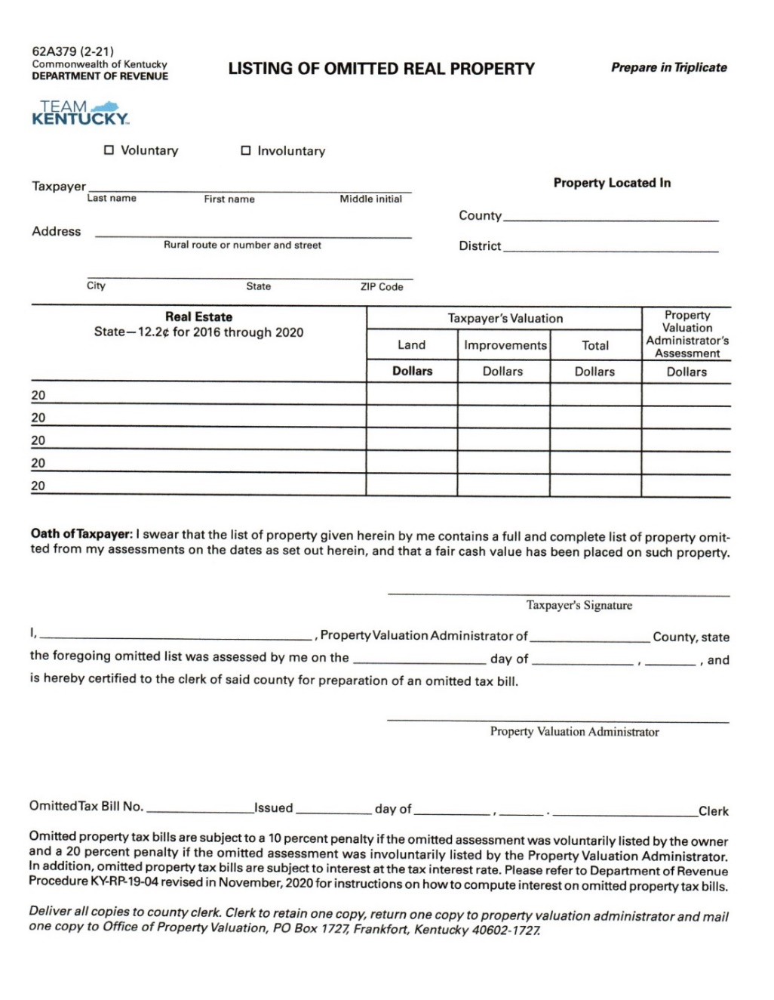 62A379 (2-21)
Commonwealth of Kentucky
DEPARTMENT OF REVENUE
LISTING OF OMITTED REAL PROPERTY
Prepare in Triplicate
TEAM
KENTUCKY™
☐ Voluntary ☐ Involuntary
Taxpayer
Last name First name Middle initial
Property Located In
County
Address
Rural route or number and street
District
City State ZIP Code
Real Estate
State—12.2¢ for 2016 through 2020
Taxpayer's Valuation
Property
Valuation
Administrator's
Assessment
Land Improvements Total
Dollars Dollars Dollars Dollars
20
20
20
20
20
Oath of Taxpayer: I swear that the list of property given herein by me contains a full and complete list of property omit-
ted from my assessments on the dates as set out herein, and that a fair cash value has been placed on such property.
Taxpayer's Signature
I, ____________________, Property Valuation Administrator of ____________________ County, state
the foregoing omitted list was assessed by me on the ____________________ day of ____________________, ________, and
is hereby certified to the clerk of said county for preparation of an omitted tax bill.
Property Valuation Administrator
Omitted Tax Bill No. ____________________ Issued ____________ day of ____________, ________. ____________________ Clerk
Omitted property tax bills are subject to a 10 percent penalty if the omitted assessment was voluntarily listed by the owner
and a 20 percent penalty if the omitted assessment was involuntarily listed by the Property Valuation Administrator.
In addition, omitted property tax bills are subject to interest at the tax interest rate. Please refer to Department of Revenue
Procedure KY-RP-19-04 revised in November, 2020 for instructions on how to compute interest on omitted property tax bills.
Deliver all copies to county clerk. Clerk to retain one copy, return one copy to property valuation administrator and mail
one copy to Office of Property Valuation, PO Box 1727, Frankfort, Kentucky 40602-1727.